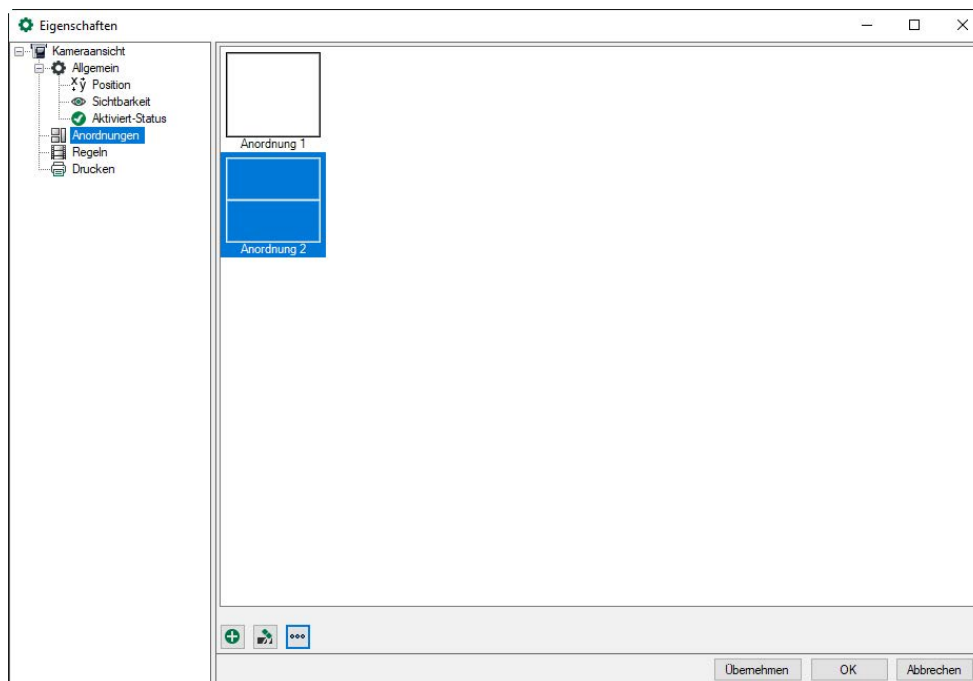 Eigenschaften
Kameraansicht
Allgemein
Position
Sichtbarkeit
Aktiviert-Status
Anordnungen
Regeln
Drucken
Anordnung 1
Anordnung 2
Übernehmen OK Abbrechen